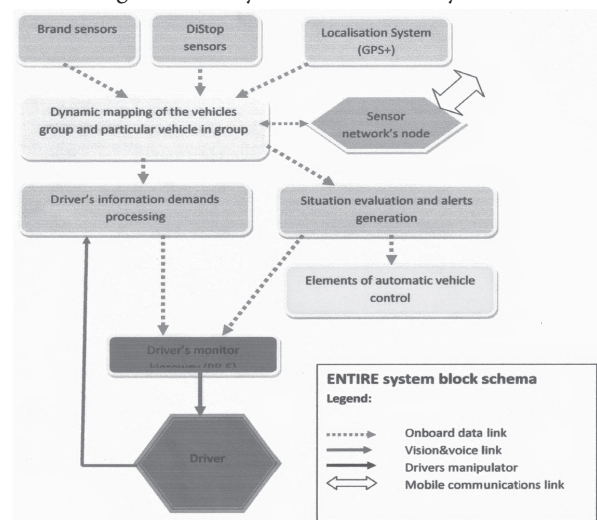 Brand sensors
DiStop
sensors
Localisation System
(GPS+)
Dynamic mapping of the vehicles
group and particular vehicle in group
Sensor
network's node
Driver's information demands
processing
Situation evaluation and alerts
generation
Elements of automatic vehicle
control
Driver's monitor
Driver
ENTIRE system block schema
Legend:
Onboard data link
Vision&voice link
Drivers manipulator
Mobile communications link